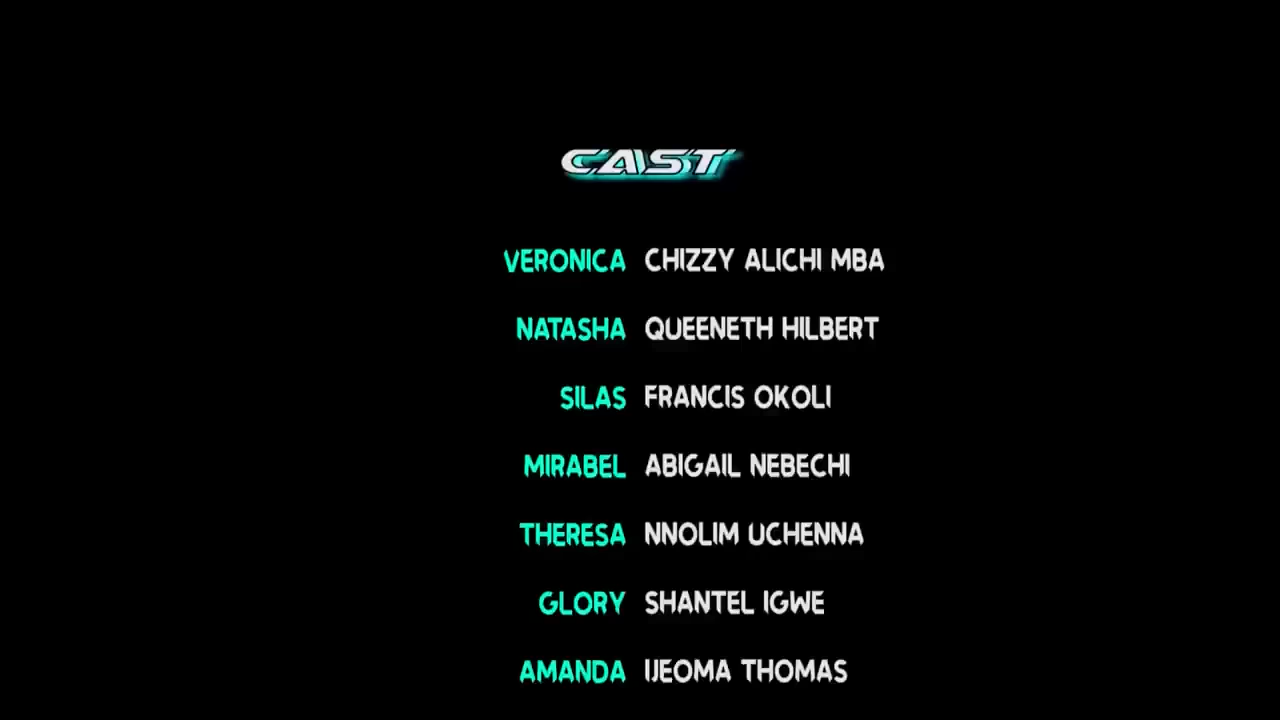 CAST
VERONICA CHIZZY ALICHI MBA
NATASHA QUEENETH HILBERT
SILAS FRANCIS OKOLI
MIRABEL ABIGAIL NEBECHI
THERESA NNOLIM UCHENNA
GLORY SHANTEL IGWE
AMANDA IJEOMA THOMAS